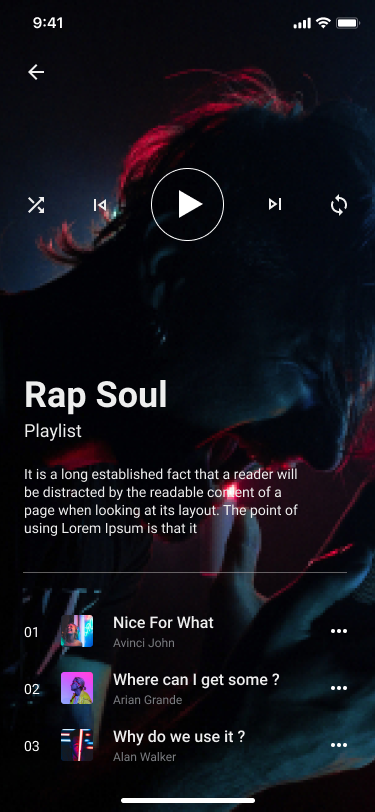 9:41
Rap Soul
Playlist
It is a long established fact that a reader will
be distracted by the readable content of a
page when looking at its layout. The point of
using Lorem Ipsum is that it
01
Nice For What
Avinci John
02
Where can I get some ?
Arian Grande
03
Why do we use it ?
Alan Walker